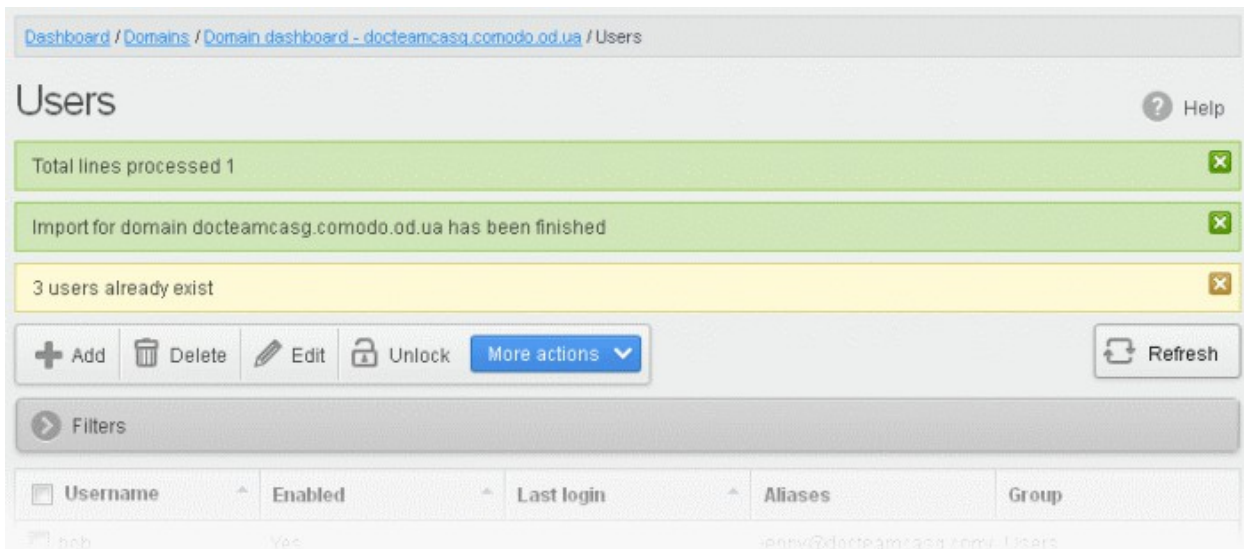 Dashboard / Domains / Domain dashboard - docteamcasg.comodo.od.ua / Users
Users
Help
Total lines processed 1
Import for domain docteamcasg.comodo.od.ua has been finished
3 users already exist
Add Delete Edit Unlock More actions Refresh
Filters
Username Enabled Last login Aliases Group
bob Yes Users